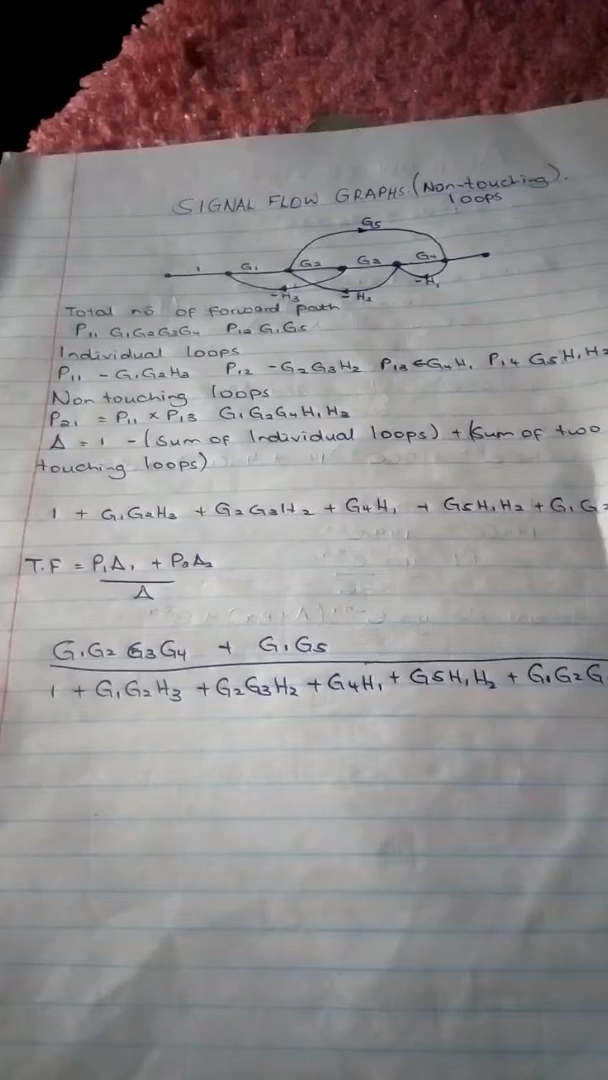 SIGNAL FLOW GRAPHS. (Non-touching).
loops
G5
1 G1 G2 G3 G4
-H3 -H2 -H1
Total no of forward path
P11 G1G2G3G4 P12 G1G5
Individual loops
P11 - G1G2H3 P12 -G2G3H2 P13 G4H1 P14 G5H1H2
Non touching loops
P21 = P11 x P13 G1G2G4H1H3
Δ = 1 - (sum of Individual loops) + (sum of two
touching loops)
1 + G1G2H3 + G2G3H2 + G4H1 + G5H1H2 + G1G2
T.F = P1Δ1 + P2Δ2
Δ
G1G2 G3G4 + G1G5
1 + G1G2H3 + G2G3H2 + G4H1 + G5H1H2 + G1G2G